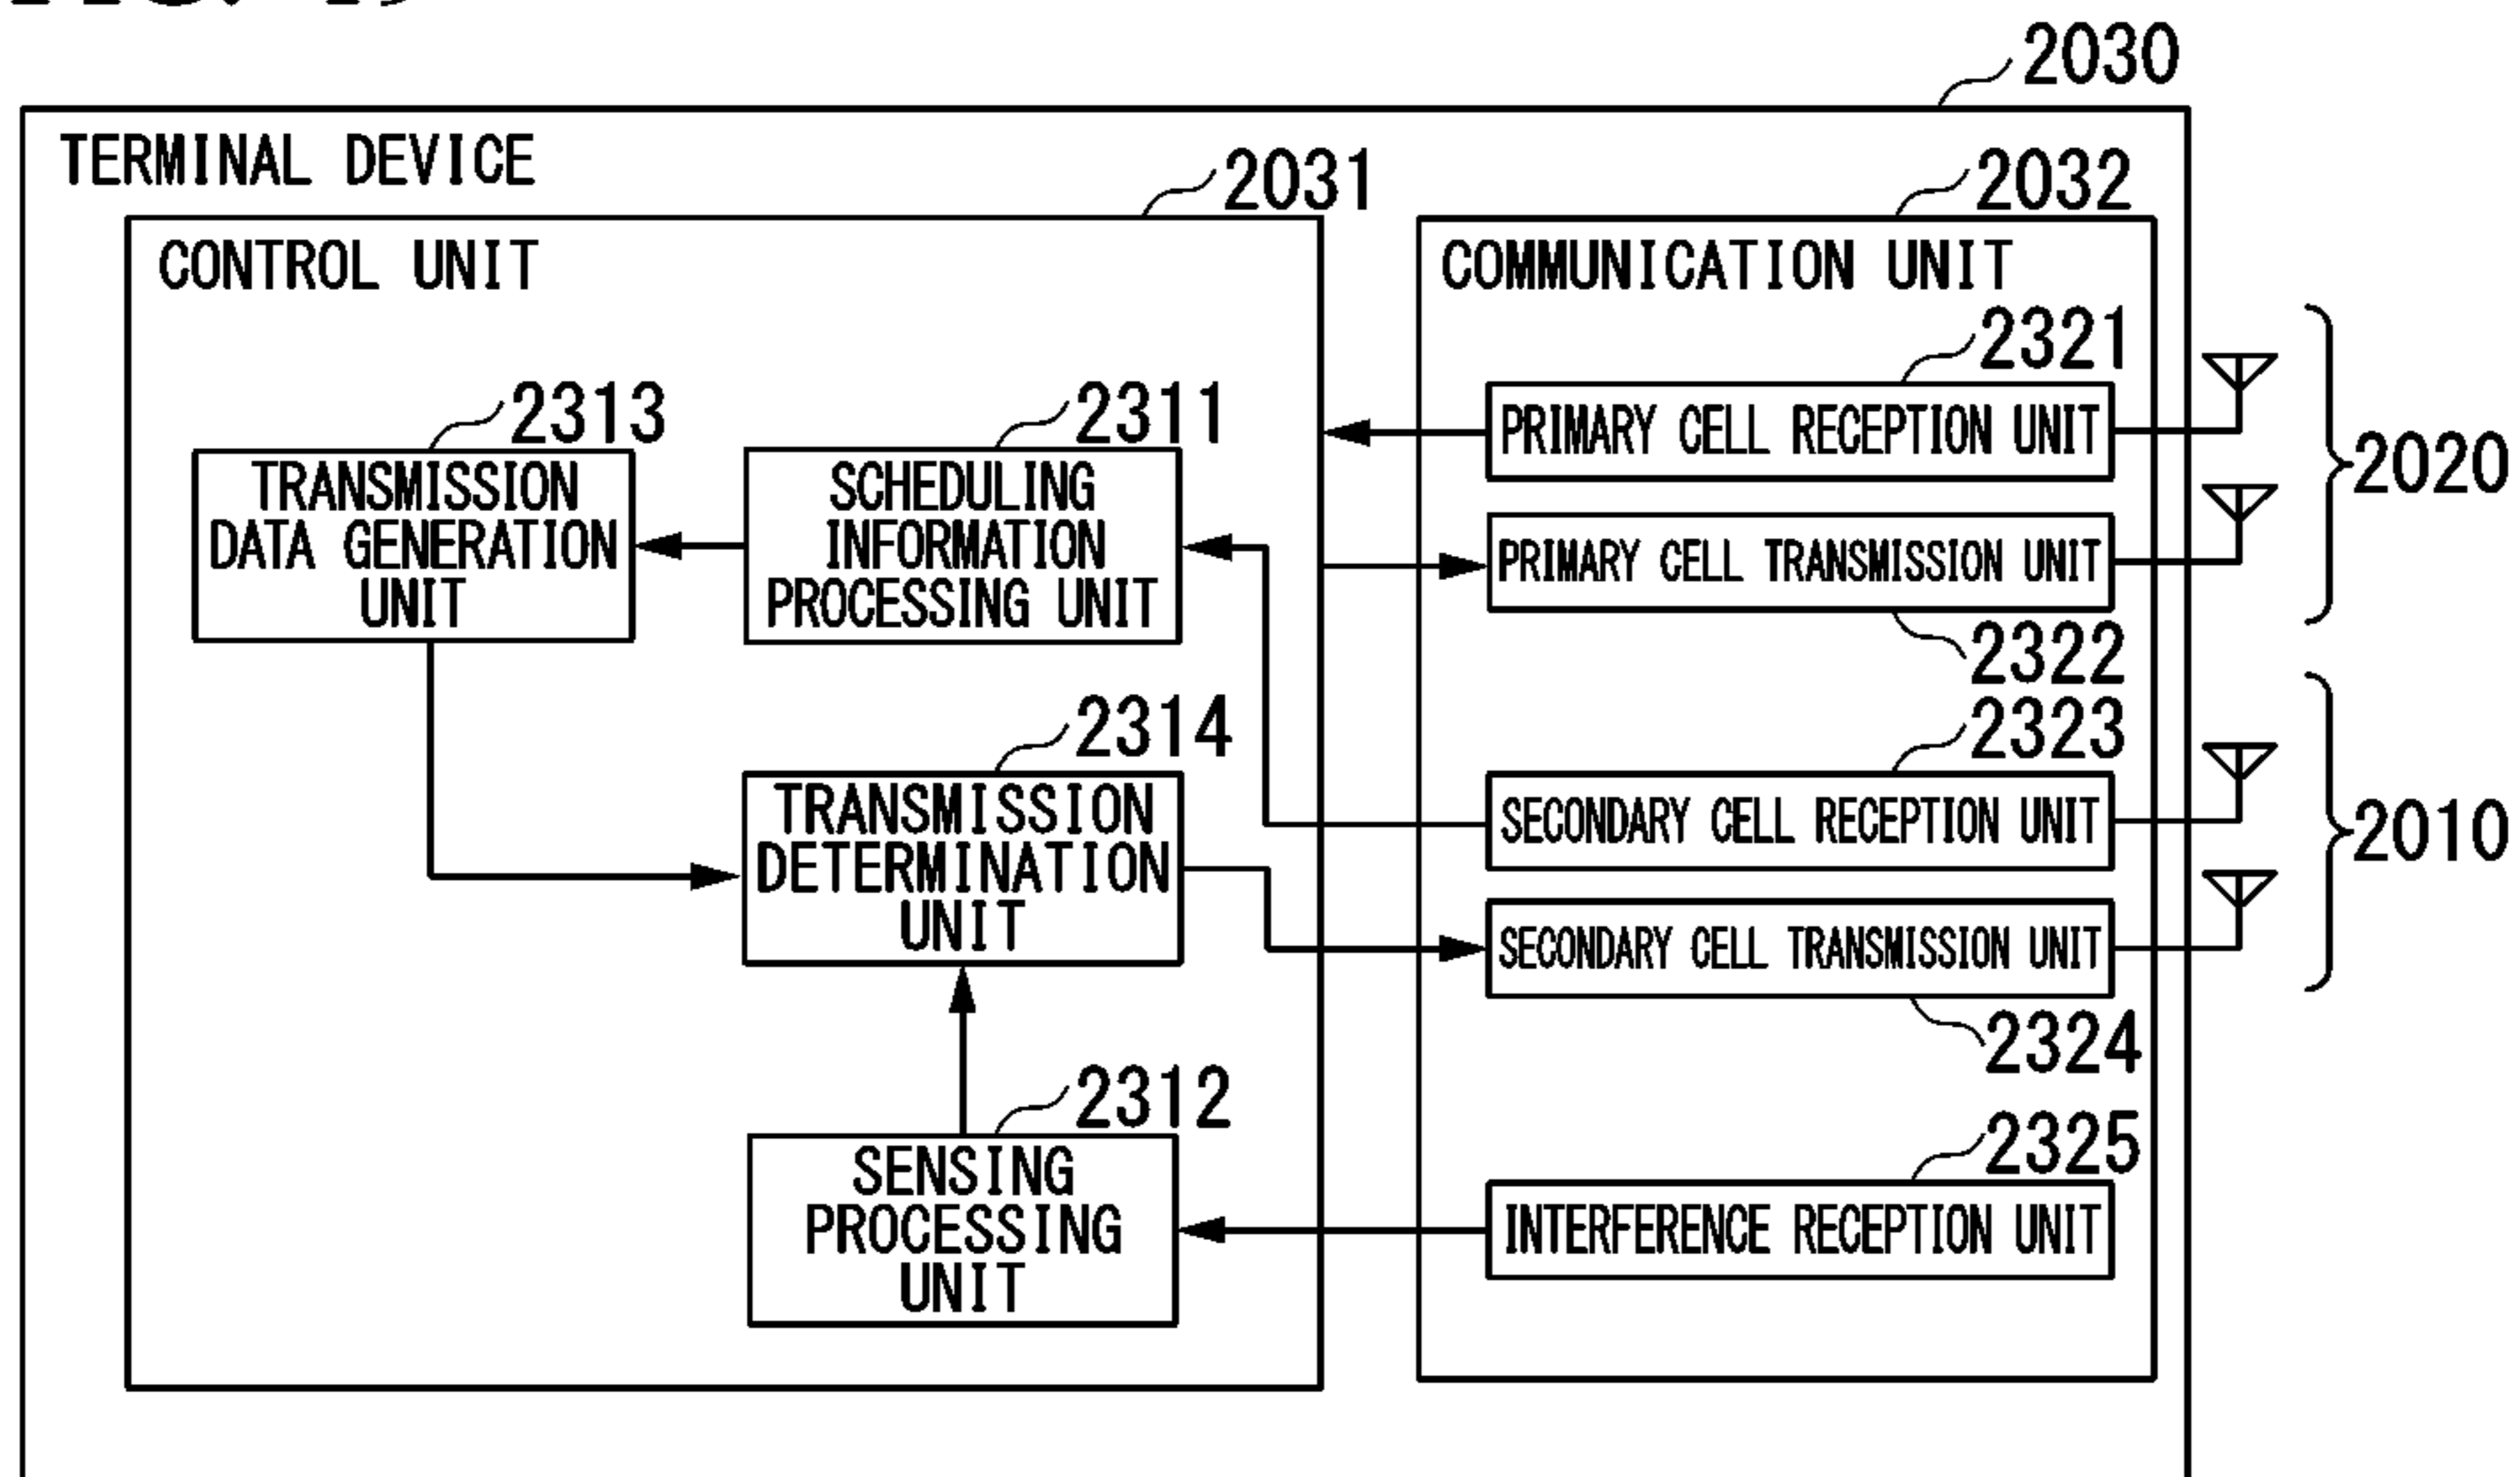 2030
TERMINAL DEVICE
2031
2032
CONTROL UNIT
COMMUNICATION UNIT
2321
PRIMARY CELL RECEPTION UNIT
2313
2311
TRANSMISSION
DATA GENERATION
UNIT
SCHEDULING
INFORMATION
PROCESSING UNIT
2020
PRIMARY CELL TRANSMISSION UNIT
2322
2314
TRANSMISSION
DETERMINATION
UNIT
2323
SECONDARY CELL RECEPTION UNIT
2010
SECONDARY CELL TRANSMISSION UNIT
2324
2312
SENSING
PROCESSING
UNIT
2325
INTERFERENCE RECEPTION UNIT